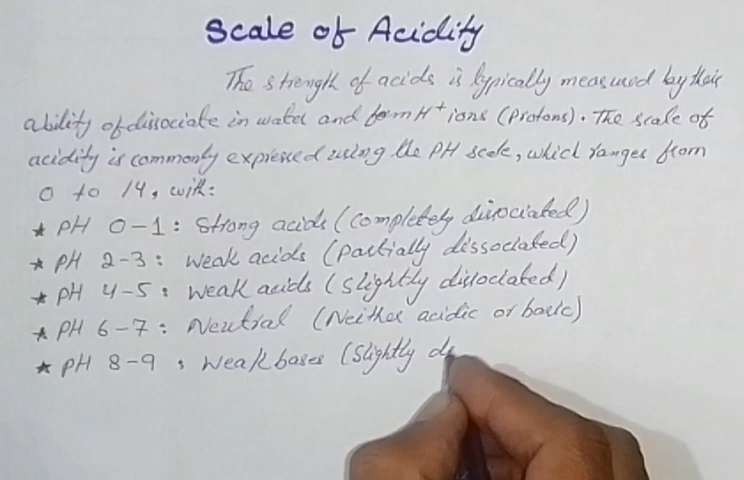 Scale of Acidity
The strength of acids is typically measured by their
ability of dissociate in water and form H+ ions (Protons). The scale of
acidity is commonly expressed using the PH scale, which ranges from
0 to 14, with:
* PH 0-1: Strong acids (Completely dissociated)
* PH 2-3: Weak acids (Partially dissociated)
* PH 4-5: Weak acids (Slightly dissociated)
* PH 6-7: Neutral (Neither acidic or basic)
* PH 8-9: Weak bases (Slightly d